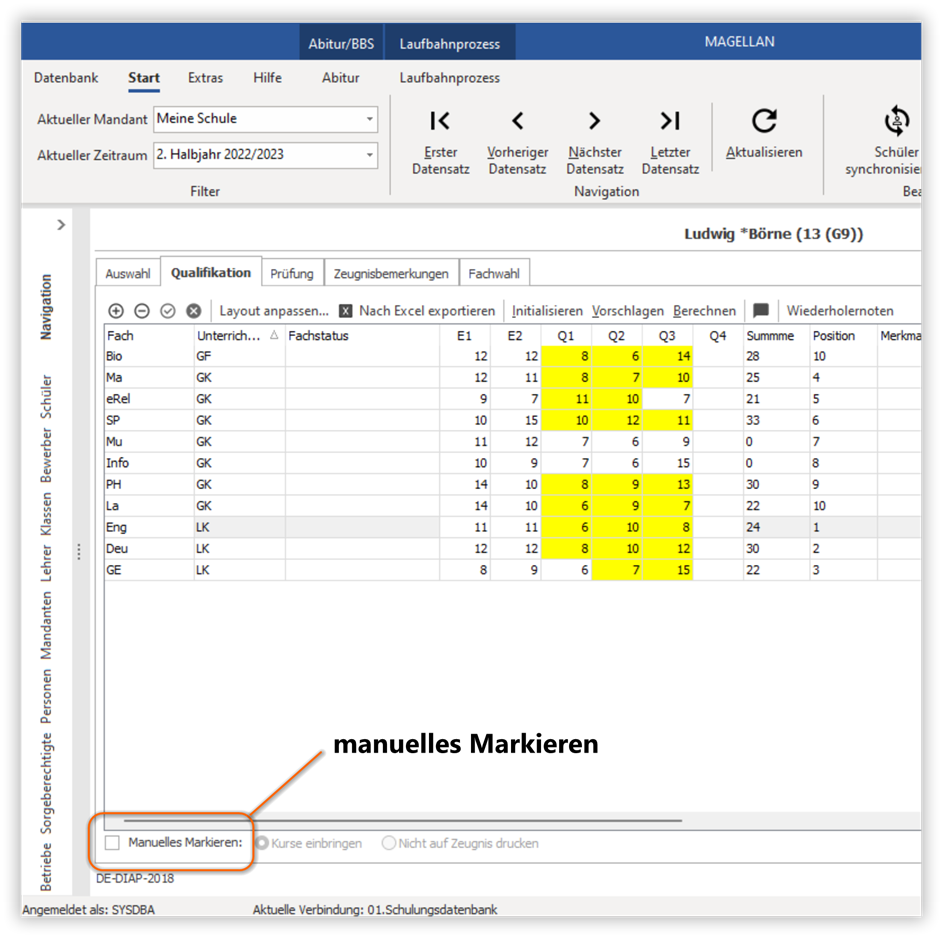 Abitur/BBS Laufbahnprozess MAGELLAN
Datenbank Start Extras Hilfe Abitur Laufbahnprozess
Aktueller Mandant Meine Schule
Aktueller Zeitraum 2. Halbjahr 2022/2023
Filter
Erster Datensatz
Vorheriger Datensatz
Nächster Datensatz
Letzter Datensatz
Navigation
Aktualisieren
Schüler
synchronisie
Bea
Navigation
Schüler
Bewerber
Klassen
Lehrer
Mandanten
Personen
Sorgeberechtigte
Betriebe
Ludwig *Börne (13 (G9))
Auswahl Qualifikation Prüfung Zeugnisbemerkungen Fachwahl
Layout anpassen... X Nach Excel exportieren Initialisieren Vorschlagen Berechnen Wiederholernoten
Fach Unterrich... Fachstatus E1 E2 Q1 Q2 Q3 Q4 Summme Position Merkma
Bio GF 12 12 8 6 14 28 10
Ma GK 12 11 8 7 10 25 4
eRel GK 9 7 11 10 7 21 5
SP GK 10 15 10 12 11 33 6
Mu GK 11 12 7 6 9 0 7
Info GK 10 9 7 6 15 0 8
PH GK 14 10 8 9 13 30 9
La GK 14 10 6 9 7 22 10
Eng LK 11 11 6 10 8 24 1
Deu LK 12 12 8 10 12 30 2
GE LK 8 9 6 7 15 22 3
manuelles Markieren
Manuelles Markieren: Kurse einbringen Nicht auf Zeugnis drucken
DE-DIAP-2018
Angemeldet als: SYSDBA Aktuelle Verbindung: 01.Schulungsdatenbank